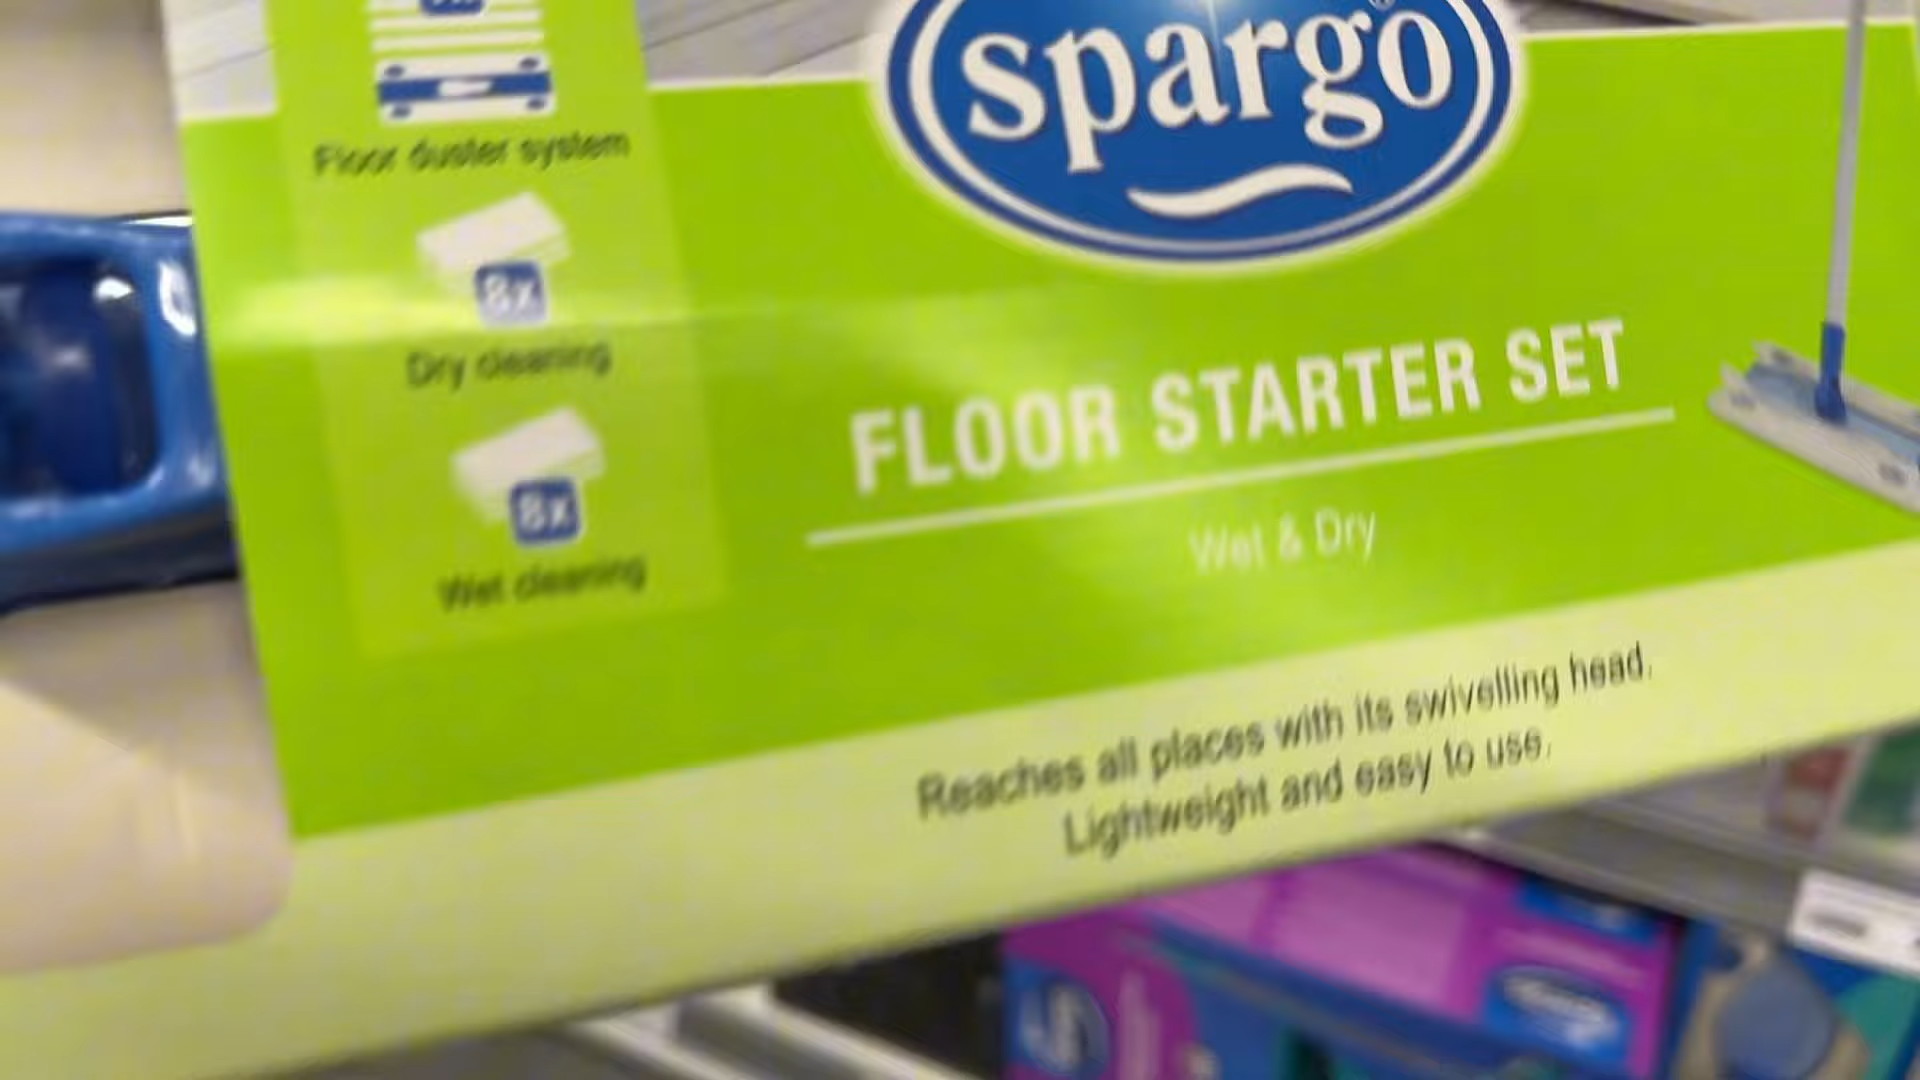 Floor duster system
8x
Dry cleaning
8x
Wet cleaning
spargo®
FLOOR STARTER SET
Wet & Dry
Reaches all places with its swivelling head.
Lightweight and easy to use.